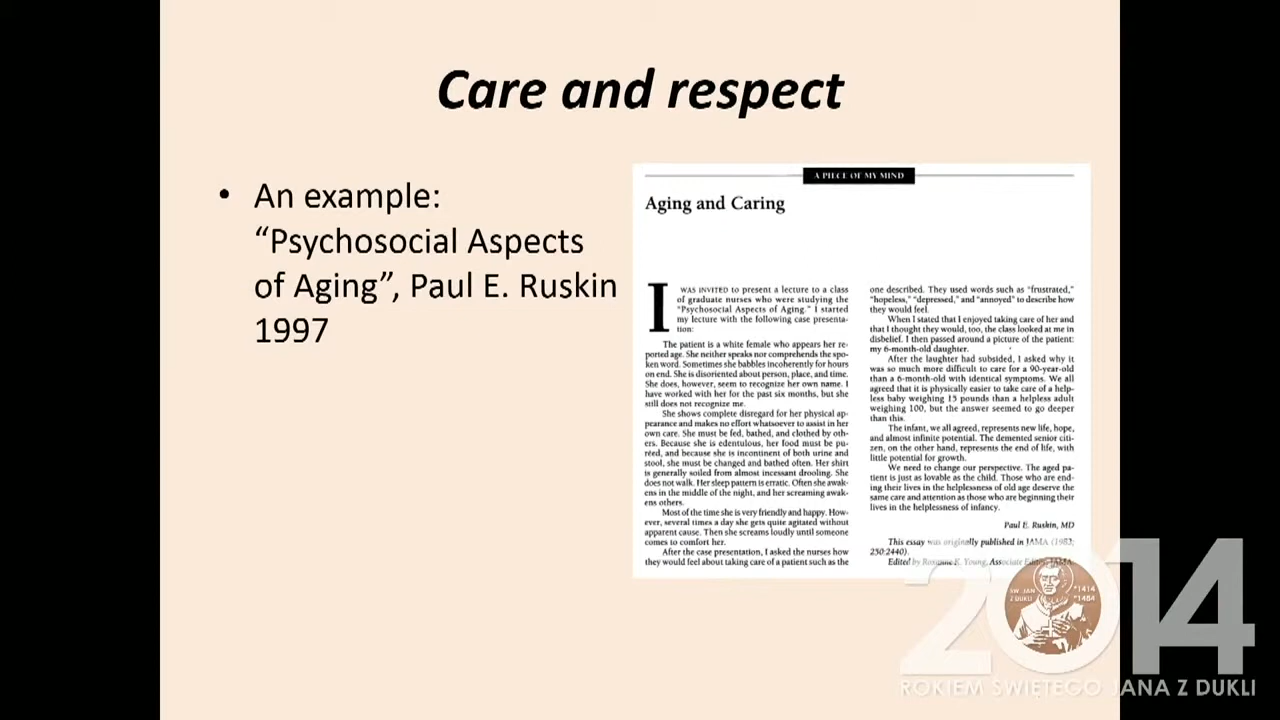 Care and respect
• An example:
“Psychosocial Aspects
of Aging”, Paul E. Ruskin
1997
A PIECE OF MY MIND
Aging and Caring
I WAS INVITED to present a lecture to a class
of graduate nurses who were studying the
"Psychosocial Aspects of Aging." I started
my lecture with the following case presenta-
tion:
The patient is a white female who appears her re-
ported age. She neither speaks nor comprehends the spo-
ken word. Sometimes she babbles incoherently for hours
on end. She is disoriented about person, place, and time.
She does, however, seem to recognize her own name. I
have worked with her for the past six months, but she
still does not recognize me.
She shows complete disregard for her physical ap-
pearance and makes no effort whatsoever to assist in her
own care. She must be fed, bathed, and clothed by oth-
ers. Because she is edentulous, her food must be pu-
réed, and because she is incontinent of both urine and
stool, she must be changed and bathed often. Her shirt
is generally soiled from almost incessant drooling. She
does not walk. Her sleep pattern is erratic. Often she awak-
ens in the middle of the night, and her screaming awak-
ens others.
Most of the time she is very friendly and happy. How-
ever, several times a day she gets quite agitated without
apparent cause. Then she screams loudly until someone
comes to comfort her.
After the case presentation, I asked the nurses how
they would feel about taking care of a patient such as the
one described. They used words such as "frustrated,"
"hopeless," "depressed," and "annoyed" to describe how
they would feel.
When I stated that I enjoyed taking care of her and
that I thought they would, too, the class looked at me in
disbelief. I then passed around a picture of the patient:
my 6-month-old daughter.
After the laughter had subsided, I asked why it
was so much more difficult to care for a 90-year-old
than a 6-month-old with identical symptoms. We all
agreed that it is physically easier to take care of a help-
less baby weighing 15 pounds than a helpless adult
weighing 100, but the answer seemed to go deeper
than this.
The infant, we all agreed, represents new life, hope,
and almost infinite potential. The demented senior citi-
zen, on the other hand, represents the end of life, with
little potential for growth.
We need to change our perspective. The aged pa-
tient is just as lovable as the child. Those who are end-
ing their lives in the helplessness of old age deserve the
same care and attention as those who are beginning their
lives in the helplessness of infancy.
Paul E. Ruskin, MD
This essay was originally published in JAMA (1983;
250:2440).
Edited by Roxanne K. Young, Associate Editor, JAMA.
2014
ŚW. JAN
Z DUKLI
*1414
+1484
ROKIEM ŚWIĘTEGO JANA Z DUKLI